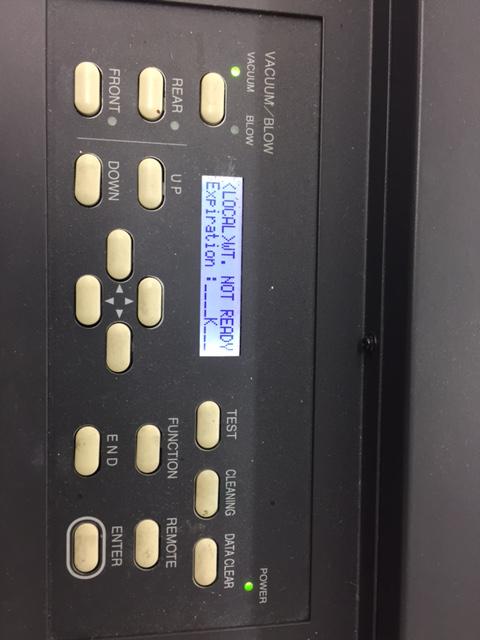 VACUUM/BLOW
VACUUM BLOW
REAR
FRONT
UP
DOWN
<LOCAL>WT. NOT READY
Expiration :____K___
TEST
CLEANING
DATA CLEAR
POWER
FUNCTION
REMOTE
END
ENTER